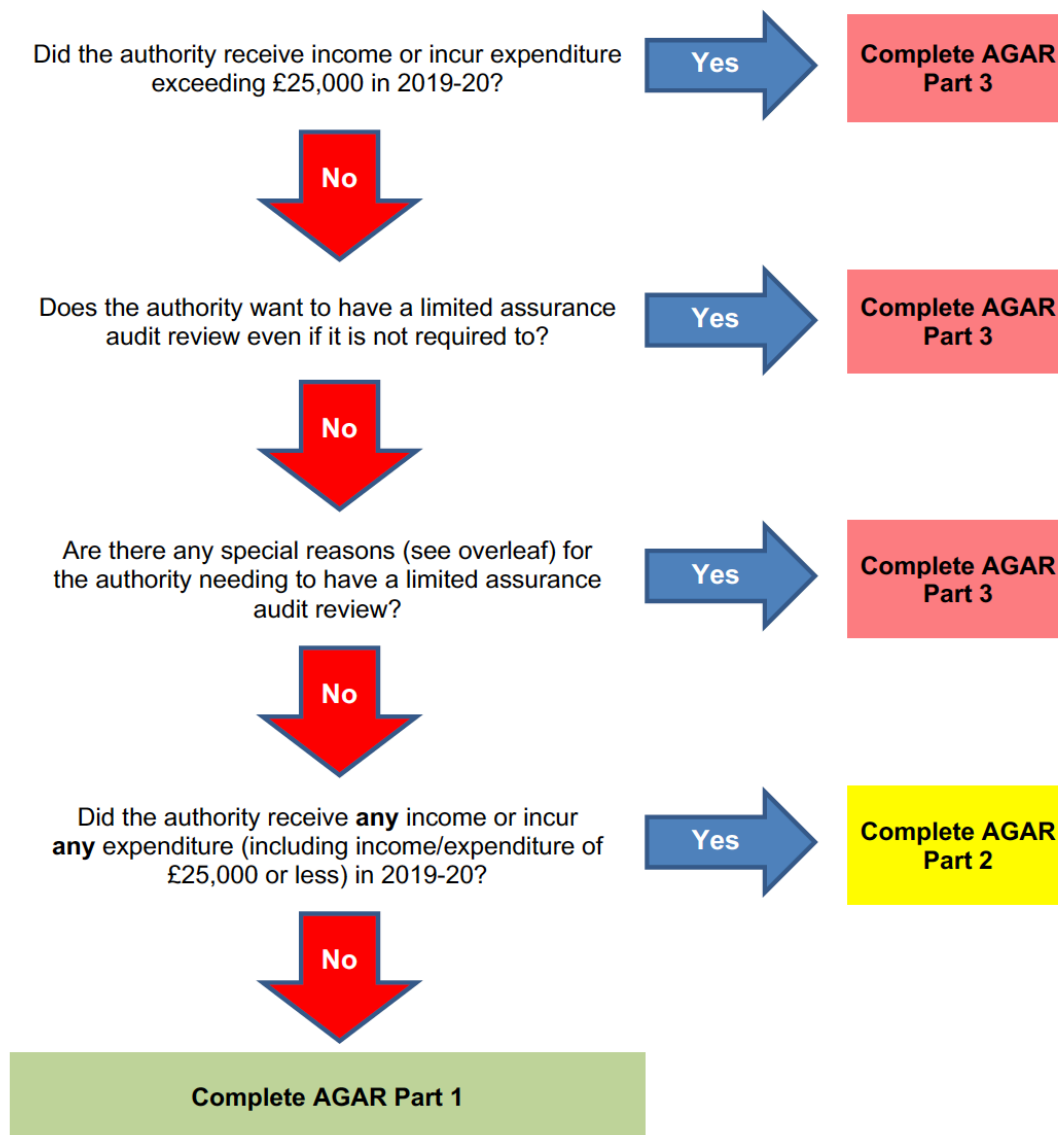 Did the authority receive income or incur expenditure
exceeding £25,000 in 2019-20?
Yes
Complete AGAR
Part 3
No
Does the authority want to have a limited assurance
audit review even if it is not required to?
Yes
Complete AGAR
Part 3
No
Are there any special reasons (see overleaf) for
the authority needing to have a limited assurance
audit review?
Yes
Complete AGAR
Part 3
No
Did the authority receive any income or incur
any expenditure (including income/expenditure of
£25,000 or less) in 2019-20?
Yes
Complete AGAR
Part 2
No
Complete AGAR Part 1